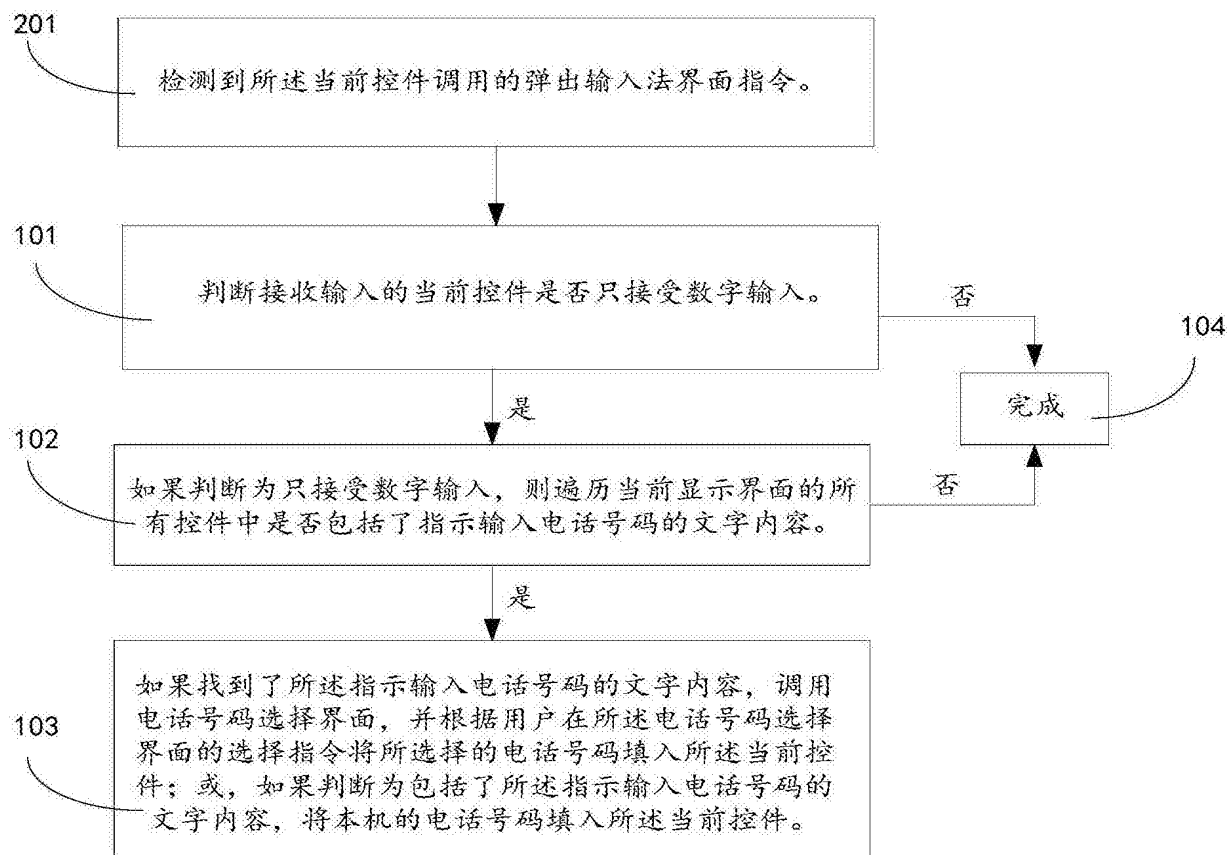 201
检测到所述当前控件调用的弹出输入法界面指令。
101
判断接收输入的当前控件是否只接受数字输入。
否
104
完成
是
102
如果判断为只接受数字输入，则遍历当前显示界面的所
有控件中是否包括了指示输入电话号码的文字内容。
否
是
103
如果找到了所述指示输入电话号码的文字内容，调用
电话号码选择界面，并根据用户在所述电话号码选择
界面的选择指令将所选择的电话号码填入所述当前控
件；或，如果判断为包括了所述指示输入电话号码的
文字内容，将本机的电话号码填入所述当前控件。